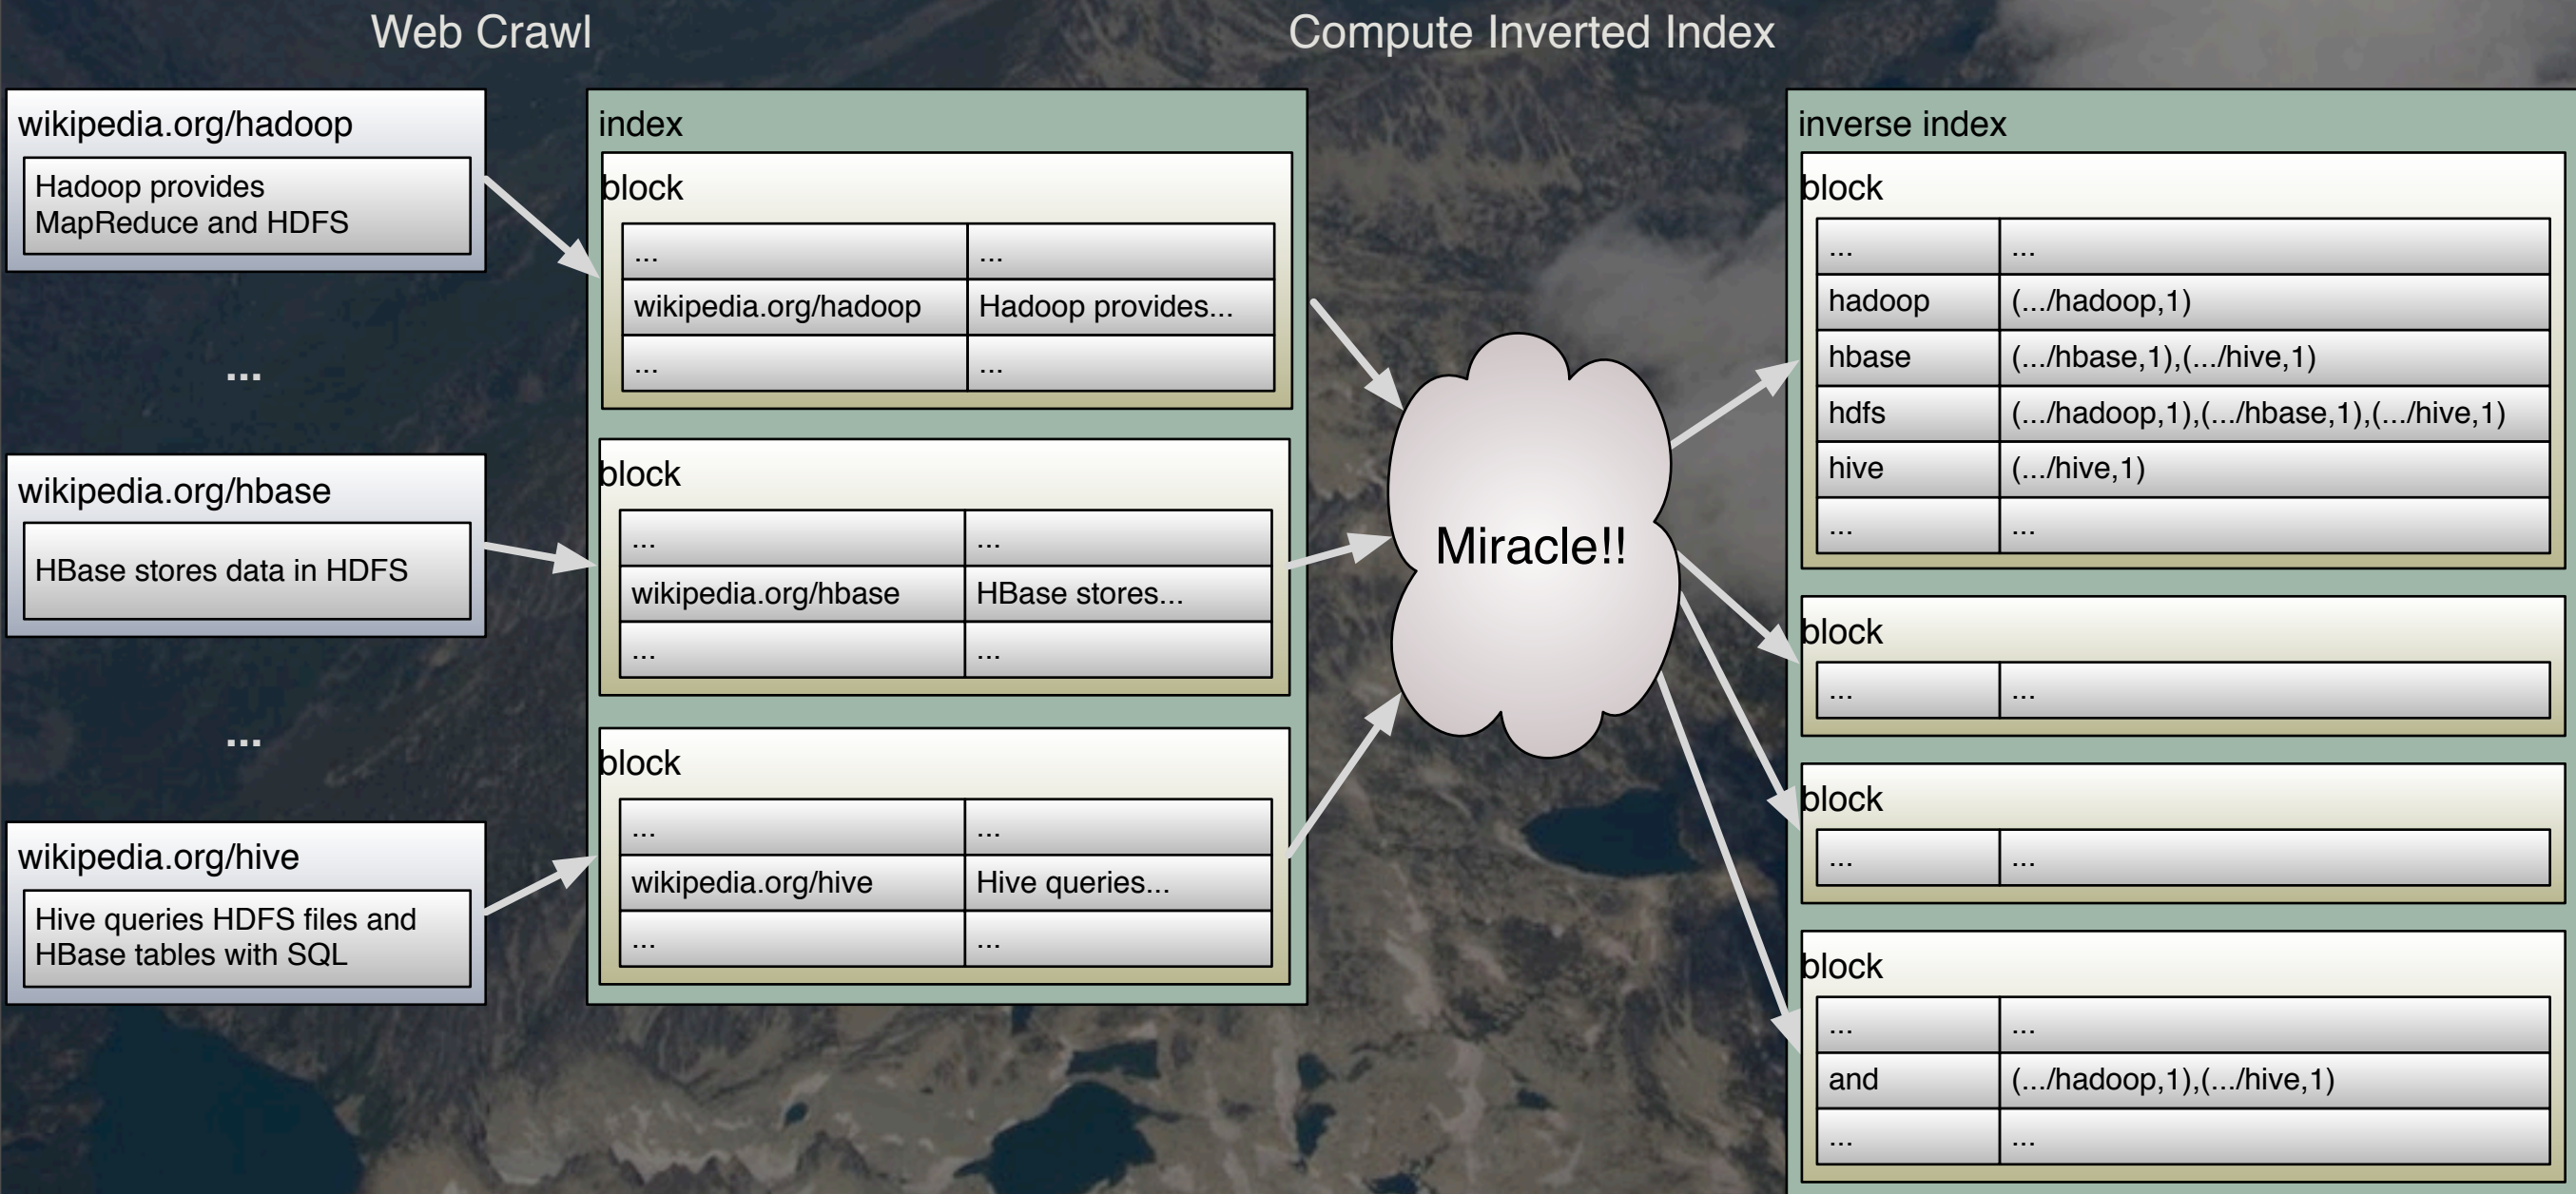 Web Crawl
Compute Inverted Index
wikipedia.org/hadoop
Hadoop provides
MapReduce and HDFS
...
wikipedia.org/hbase
HBase stores data in HDFS
...
wikipedia.org/hive
Hive queries HDFS files and
HBase tables with SQL
index
block
... ...
wikipedia.org/hadoop Hadoop provides...
... ...
block
... ...
wikipedia.org/hbase HBase stores...
... ...
block
... ...
wikipedia.org/hive Hive queries...
... ...
Miracle!!
inverse index
block
... ...
hadoop (.../hadoop,1)
hbase (.../hbase,1),(.../hive,1)
hdfs (.../hadoop,1),(.../hbase,1),(.../hive,1)
hive (.../hive,1)
... ...
block
... ...
block
... ...
block
... ...
and (.../hadoop,1),(.../hive,1)
... ...